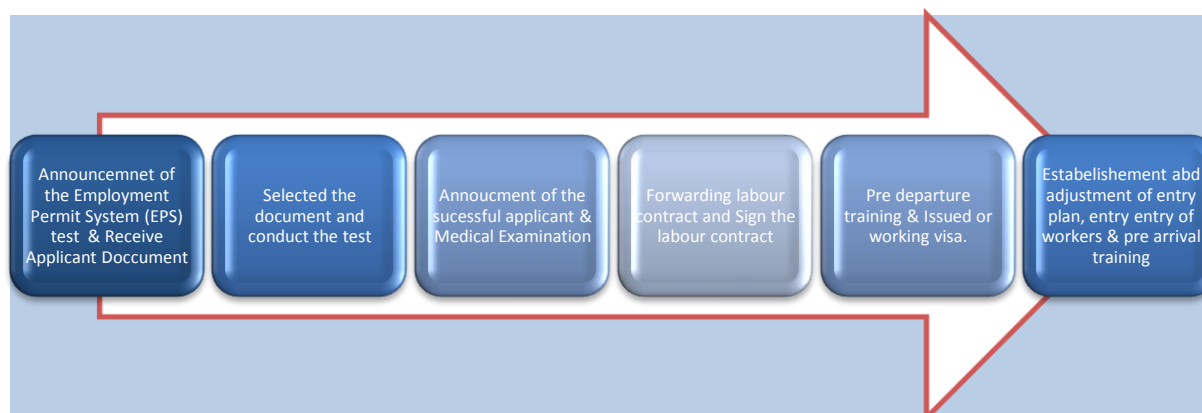 Announcemnet of
the Employment
Permit System (EPS)
test & Receive
Applicant Doccument
Selected the
document and
conduct the test
Annoucment of the
sucessful applicant &
Medical Examination
Forwarding labour
contract and Sign the
labour contract
Pre departure
training & Issued or
working visa.
Estabelishement abd
adjustment of entry
plan, entry entry of
workers & pre arrival
training